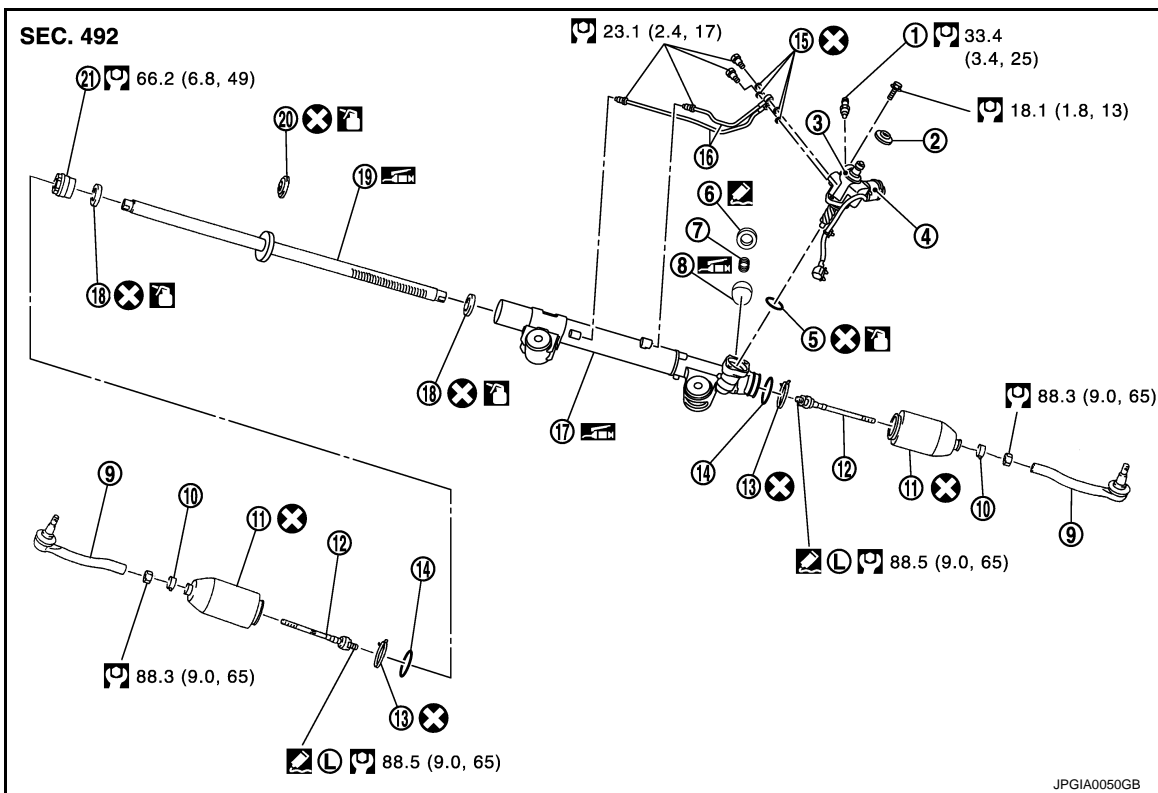 SEC. 492
23.1 (2.4, 17)
15
1
33.4
(3.4, 25)
21
66.2 (6.8, 49)
18.1 (1.8, 13)
20
3
2
16
19
6
4
7
8
18
5
18
88.3 (9.0, 65)
17
14
13
12
11
10
9
9
10
11
12
14
L
88.5 (9.0, 65)
88.3 (9.0, 65)
13
L
88.5 (9.0, 65)
JPGIA0050GB